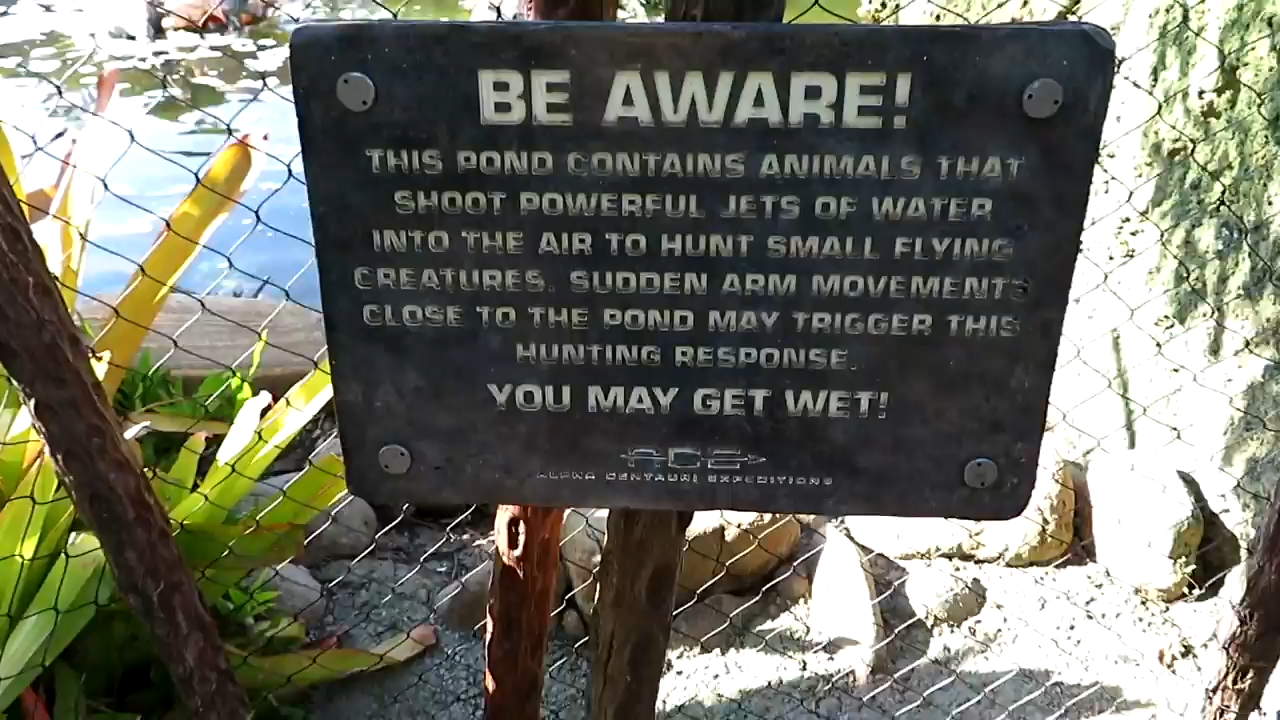 BE AWARE!
THIS POND CONTAINS ANIMALS THAT
SHOOT POWERFUL JETS OF WATER
INTO THE AIR TO HUNT SMALL FLYING
CREATURES. SUDDEN ARM MOVEMENTS
CLOSE TO THE POND MAY TRIGGER THIS
HUNTING RESPONSE.
YOU MAY GET WET!
ACE
ALPHA CENTAURI EXPEDITIONS